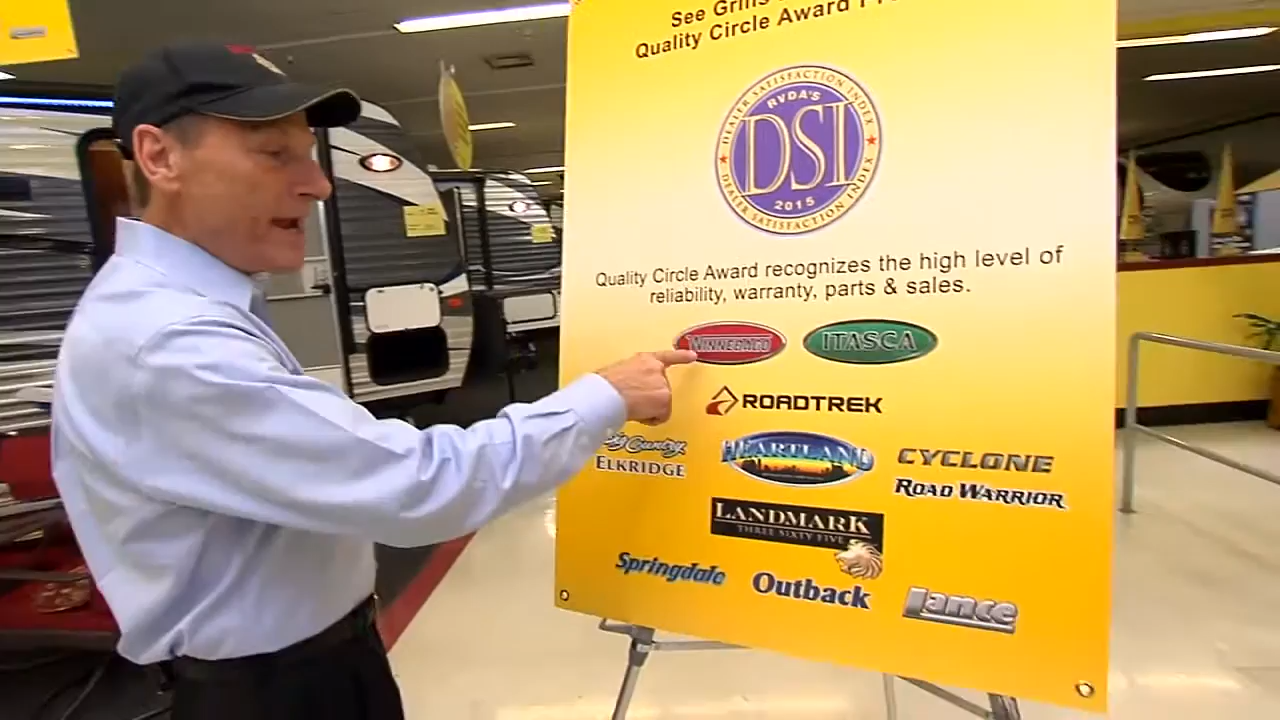 See
Quality Circle Award
DEALER SATISFACTION INDEX
RVDA'S
DSI
2015
DEALER SATISFACTION INDEX
Quality Circle Award recognizes the high level of
reliability, warranty, parts & sales.
WINNEBAGO
ITASCA
ROADTREK
Country
ELKRIDGE
HEARTLAND
CYCLONE
ROAD WARRIOR
LANDMARK
THREE SIXTY FIVE
Springdale
Outback
Lance